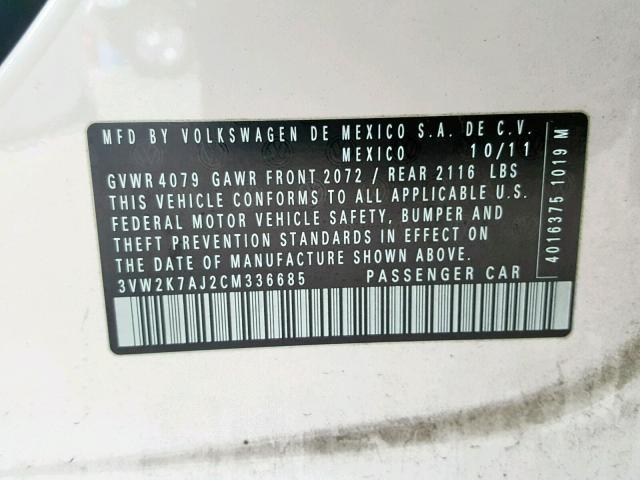 MFD BY VOLKSWAGEN DE MEXICO S.A. DE C.V.
MEXICO 10/11
GVWR 4079 GAWR FRONT 2072 / REAR 2116 LBS
THIS VEHICLE CONFORMS TO ALL APPLICABLE U.S.
FEDERAL MOTOR VEHICLE SAFETY, BUMPER AND
THEFT PREVENTION STANDARDS IN EFFECT ON
THE DATE OF MANUFACTURE SHOWN ABOVE.
3VW2K7AJ2CM336685 PASSENGER CAR
4016375 1019 M